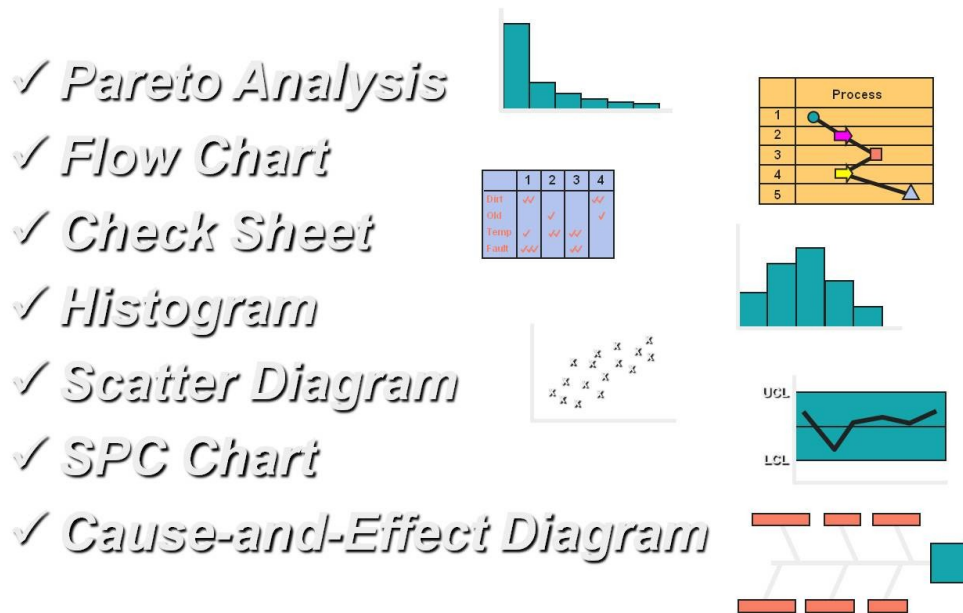 ✓ Pareto Analysis
✓ Flow Chart
✓ Check Sheet
✓ Histogram
✓ Scatter Diagram
✓ SPC Chart
✓ Cause-and-Effect Diagram
Process
1
2
3
4
5
1 2 3 4
Dirt ✓✓ ✓✓
Old ✓ ✓
Temp ✓ ✓✓ ✓✓
Fault ✓✓✓ ✓✓
UCL
LCL